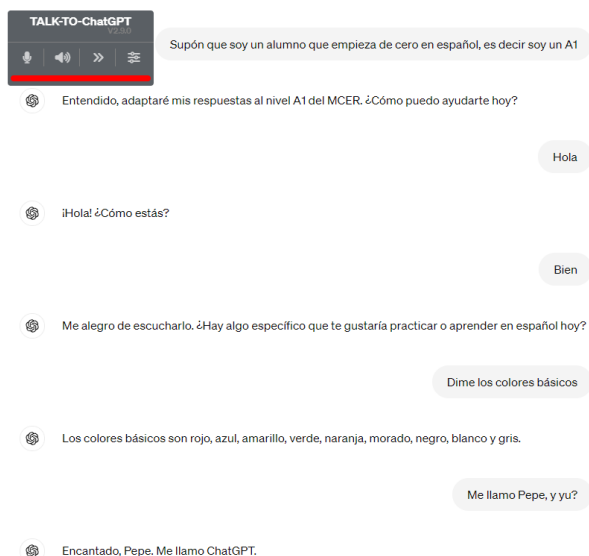 TALK-TO-ChatGPT
V2.9.0
Supón que soy un alumno que empieza de cero en español, es decir soy un A1
Entendido, adaptaré mis respuestas al nivel A1 del MCER. ¿Cómo puedo ayudarte hoy?
Hola
¡Hola! ¿Cómo estás?
Bien
Me alegro de escucharlo. ¿Hay algo específico que te gustaría practicar o aprender en español hoy?
Dime los colores básicos
Los colores básicos son rojo, azul, amarillo, verde, naranja, morado, negro, blanco y gris.
Me llamo Pepe, y yu?
Encantado, Pepe. Me llamo ChatGPT.